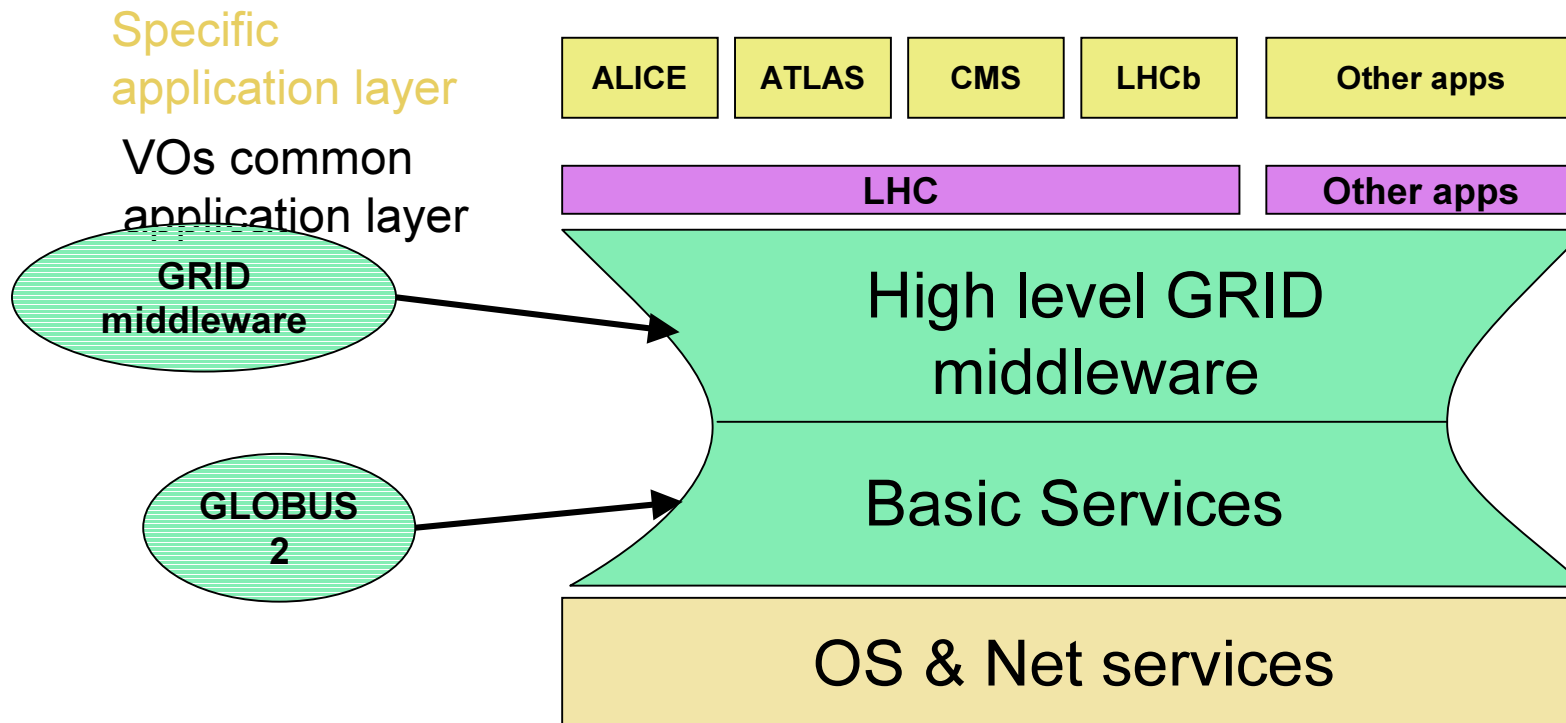 Specific
application layer
ALICE
ATLAS
CMS
LHCb
Other apps
VOs common
application layer
LHC
Other apps
GRID
middleware
High level GRID
middleware
GLOBUS
2
Basic Services
OS & Net services